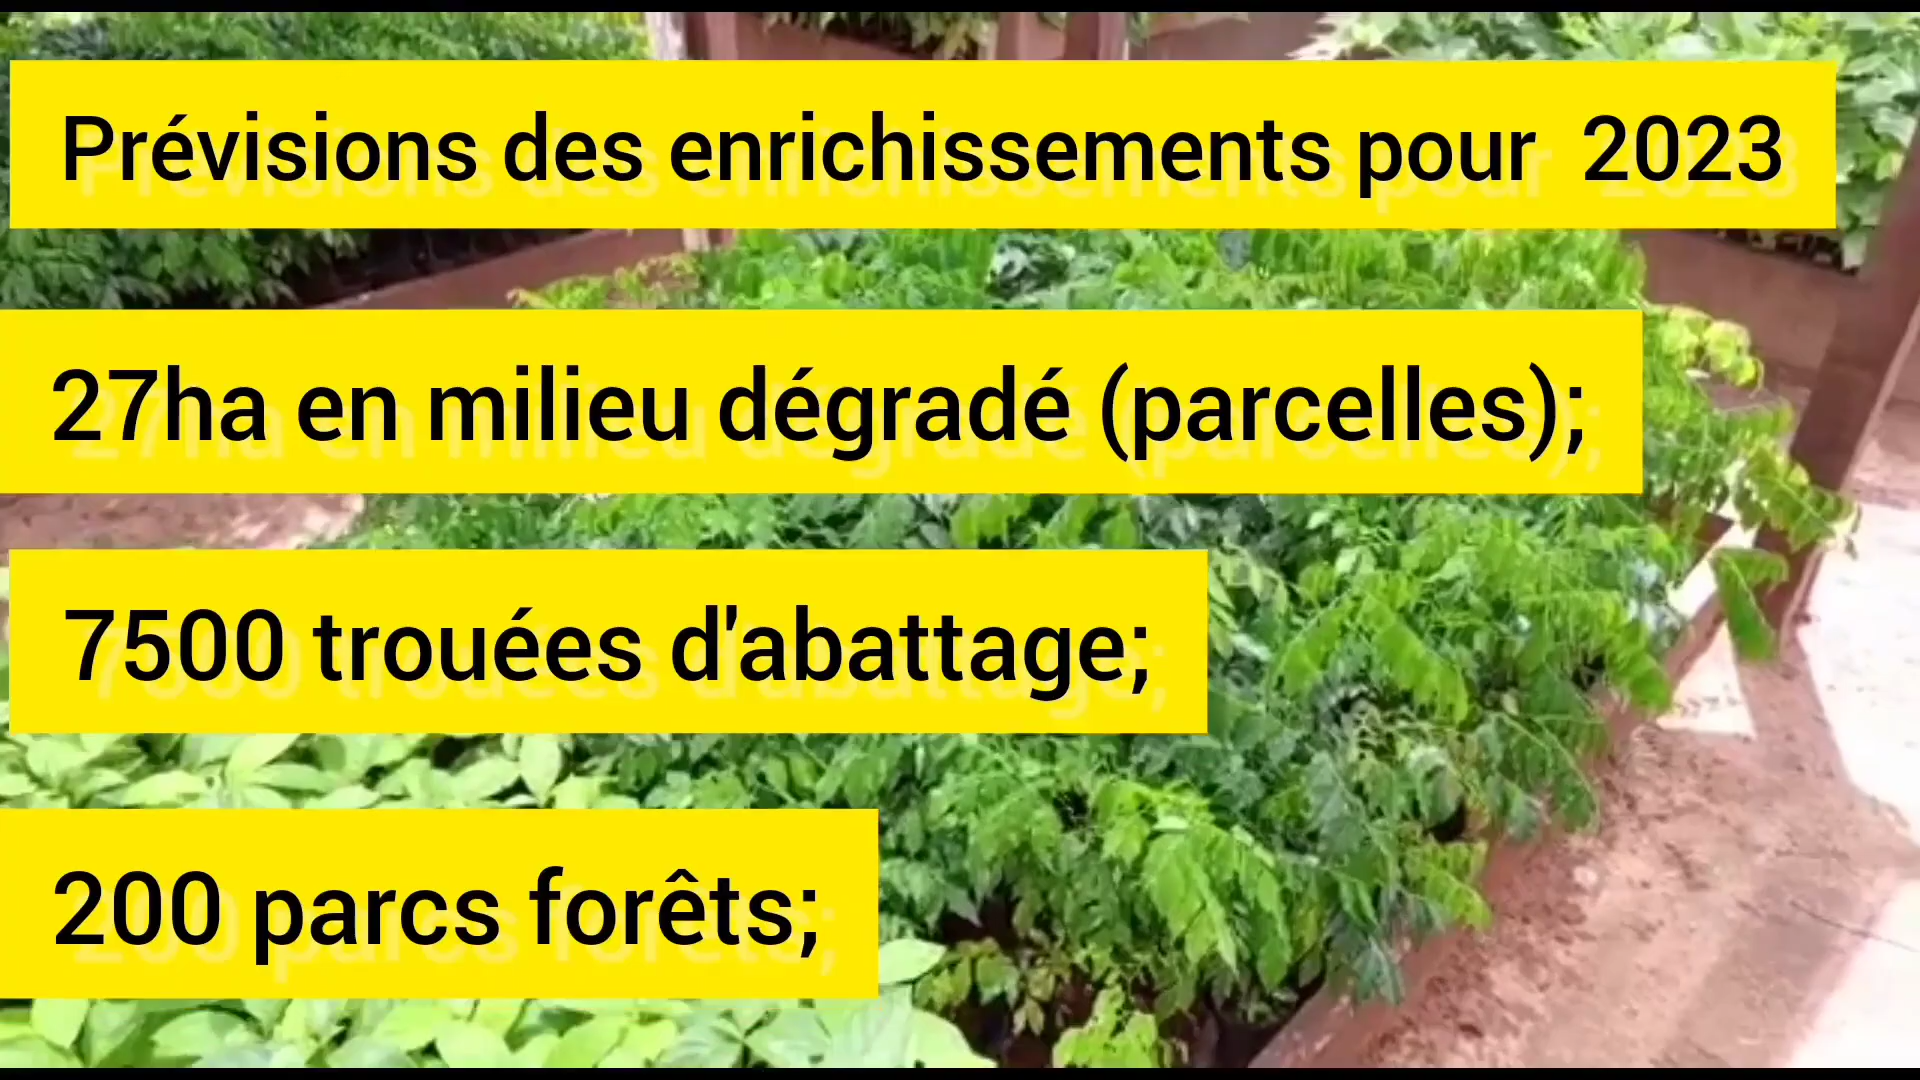 Prévisions des enrichissements pour 2023
27ha en milieu dégradé (parcelles);
7500 trouées d'abattage;
200 parcs forêts;